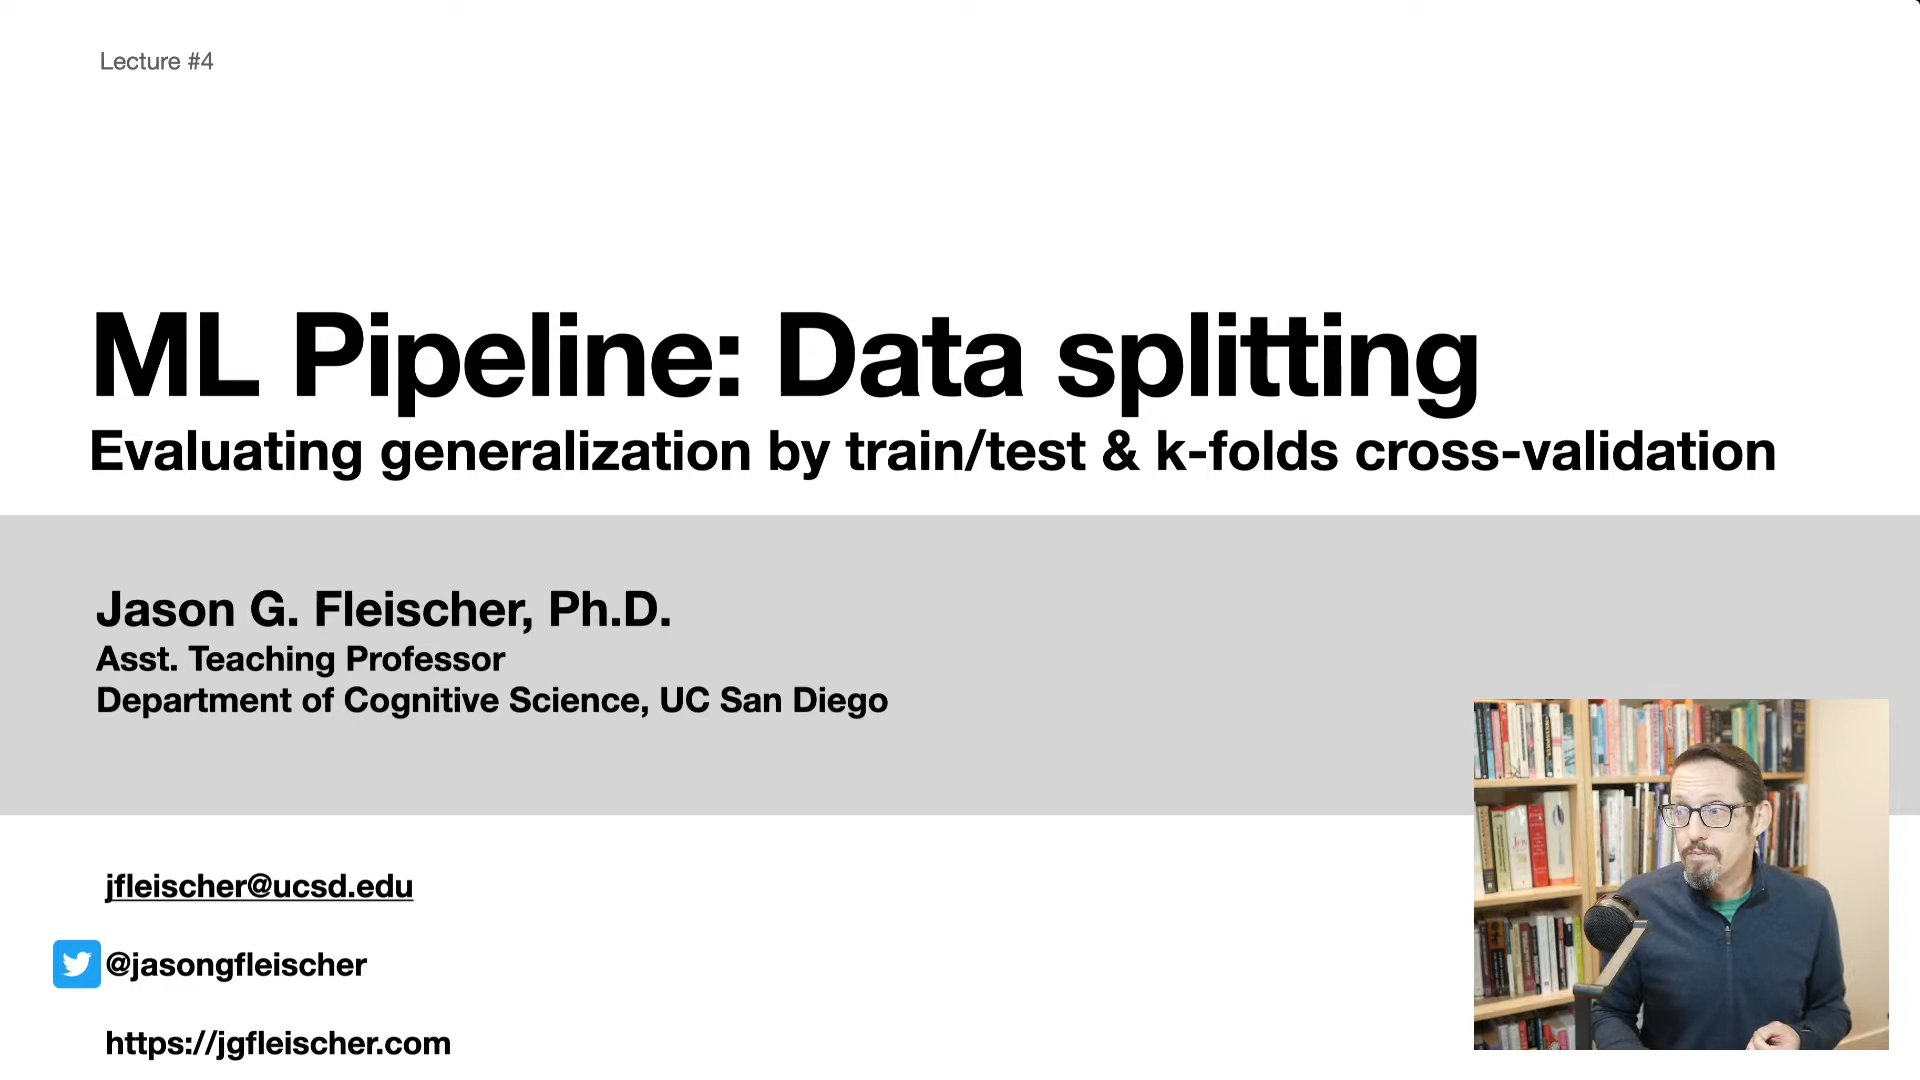 Lecture #4
ML Pipeline: Data splitting
Evaluating generalization by train/test & k-folds cross-validation
Jason G. Fleischer, Ph.D.
Asst. Teaching Professor
Department of Cognitive Science, UC San Diego
jfleischer@ucsd.edu
@jasongfleischer
https://jgfleischer.com